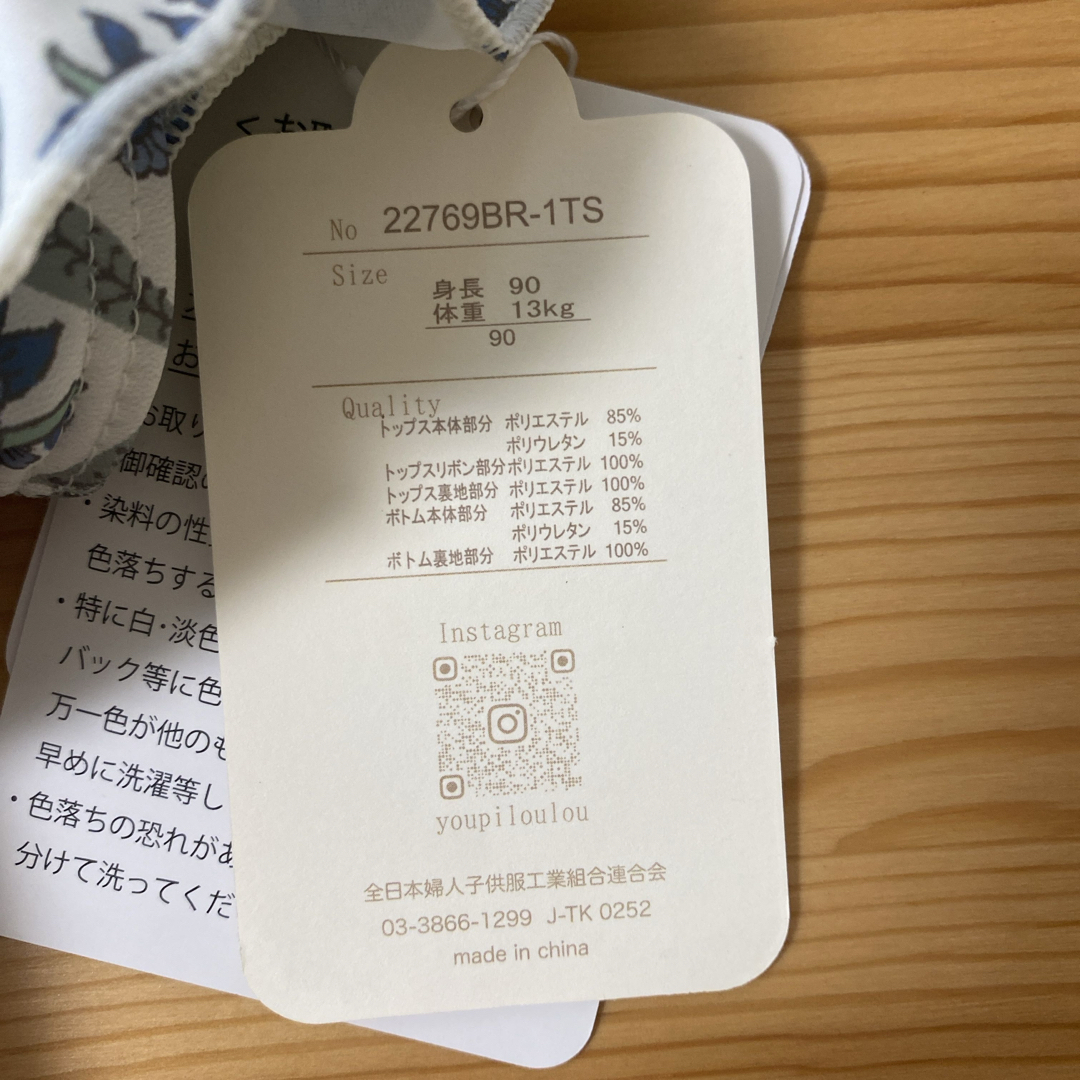 No 22769BR-1TS
Size
身長 90
体重 13kg
90
Quality
トップス本体部分 ポリエステル 85%
ポリウレタン 15%
トップスリボン部分ポリエステル 100%
トップス裏地部分 ポリエステル 100%
ボトム本体部分 ポリエステル 85%
ポリウレタン 15%
ボトム裏地部分 ポリエステル 100%
Instagram
youpiloulou
全日本婦人子供服工業組合連合会
03-3866-1299 J-TK 0252
made in china
お取り
御確認
・染料の性
色落ちする
・特に白・淡色
バック等に色
万一色が他のも
早めに洗濯等し
・色落ちの恐れがあ
分けて洗ってくだ